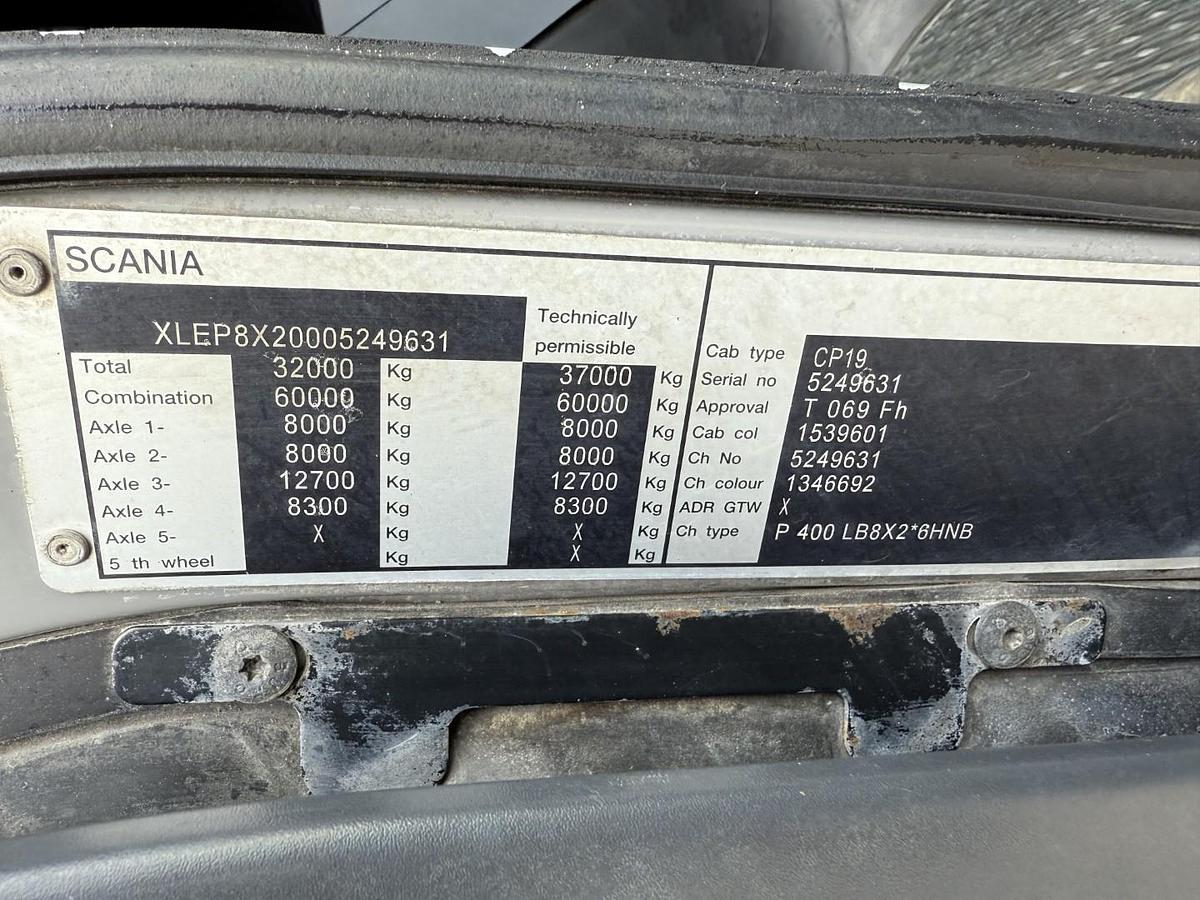 SCANIA
XLEP8X20005249631
Technically
permissible
Total 32000 Kg 37000 Kg
Combination 60000 Kg 60000 Kg
Axle 1- 8000 Kg 8000 Kg
Axle 2- 8000 Kg 8000 Kg
Axle 3- 12700 Kg 12700 Kg
Axle 4- 8300 Kg 8300 Kg
Axle 5- X Kg X Kg
5 th wheel Kg X Kg
Cab type CP19
Serial no 5249631
Approval T 069 Fh
Cab col 1539601
Ch No 5249631
Ch colour 1346692
ADR GTW X
Ch type P 400 LB8X2*6HNB